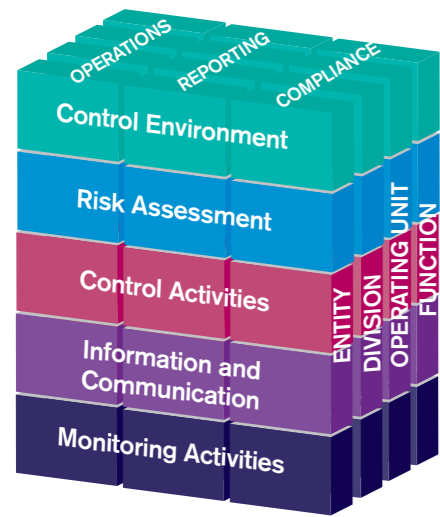 OPERATIONS
REPORTING
COMPLIANCE
Control Environment
Risk Assessment
Control Activities
Information and
Communication
Monitoring Activities
ENTITY
DIVISION
OPERATING UNIT
FUNCTION